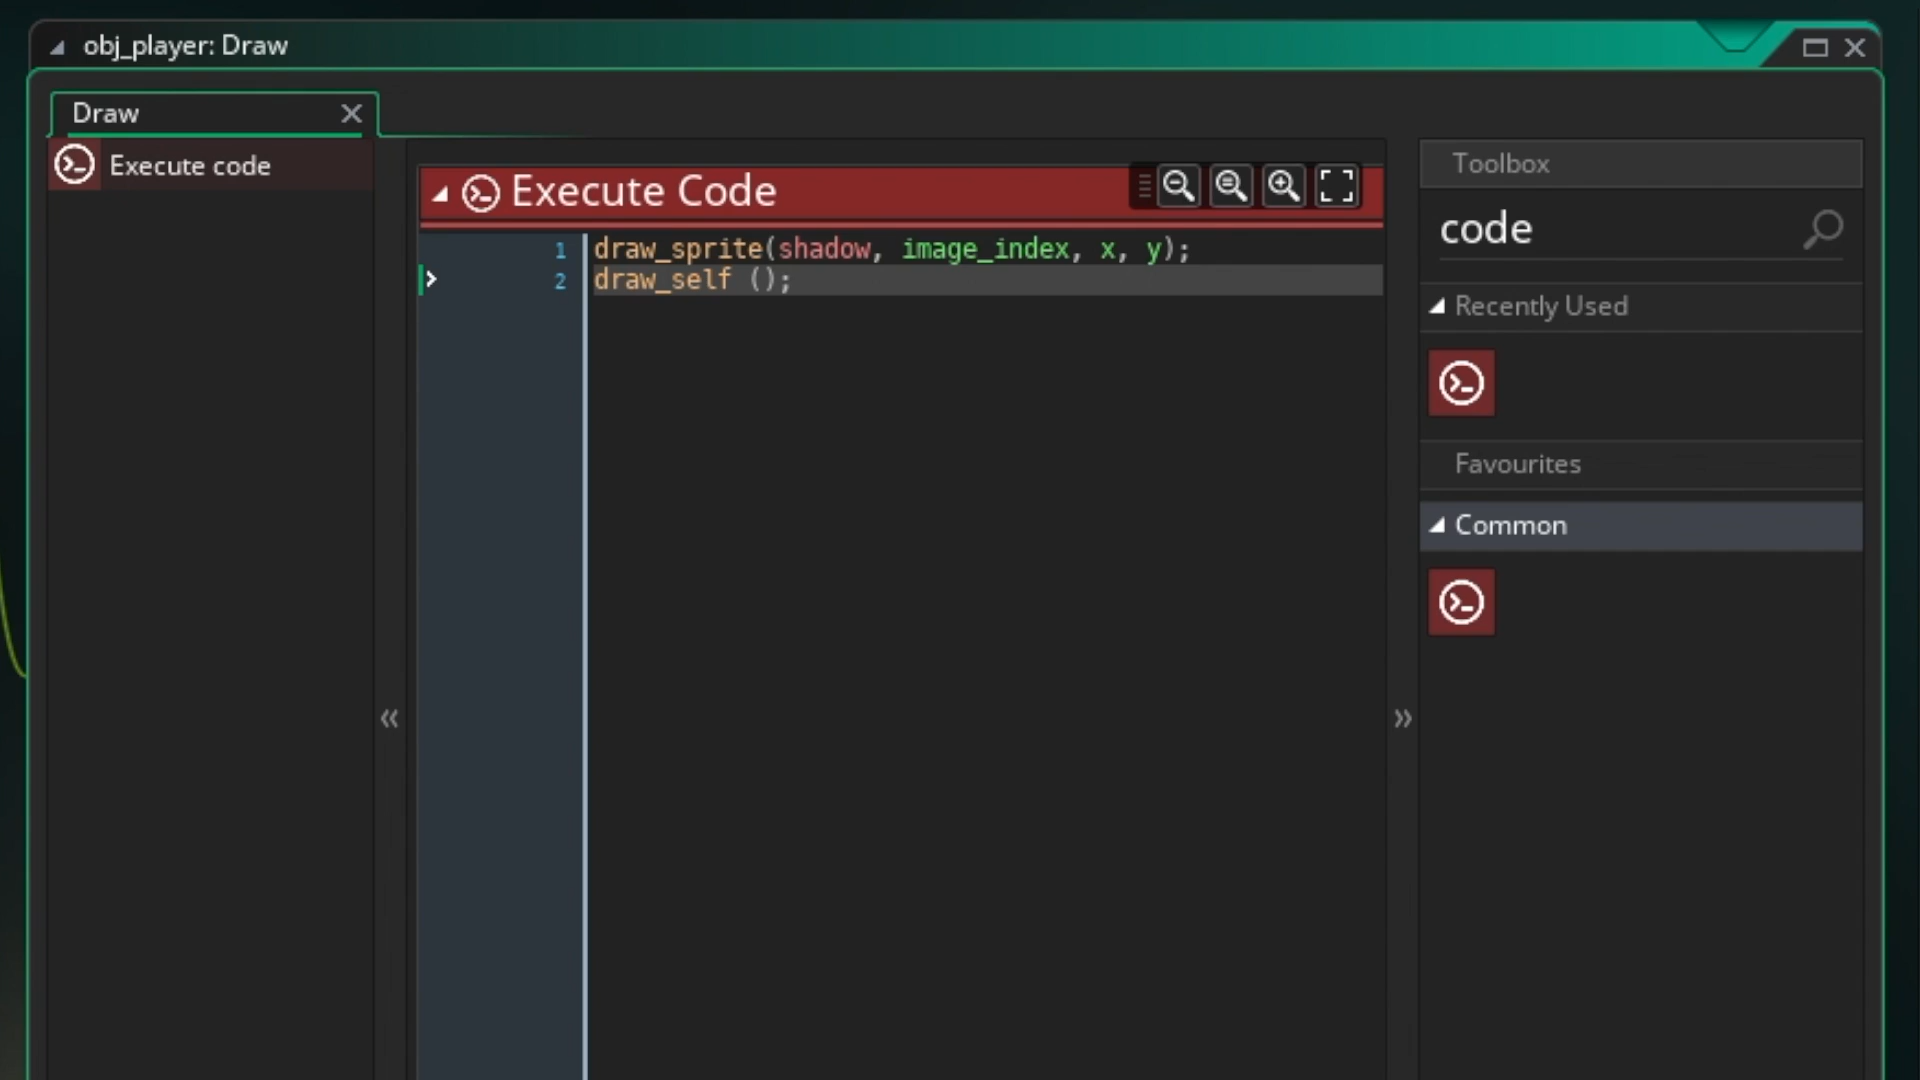 obj_player: Draw
Draw
Execute code
Execute Code
1 draw_sprite(shadow, image_index, x, y);
2 draw_self ();
Toolbox
code
Recently Used
Favourites
Common